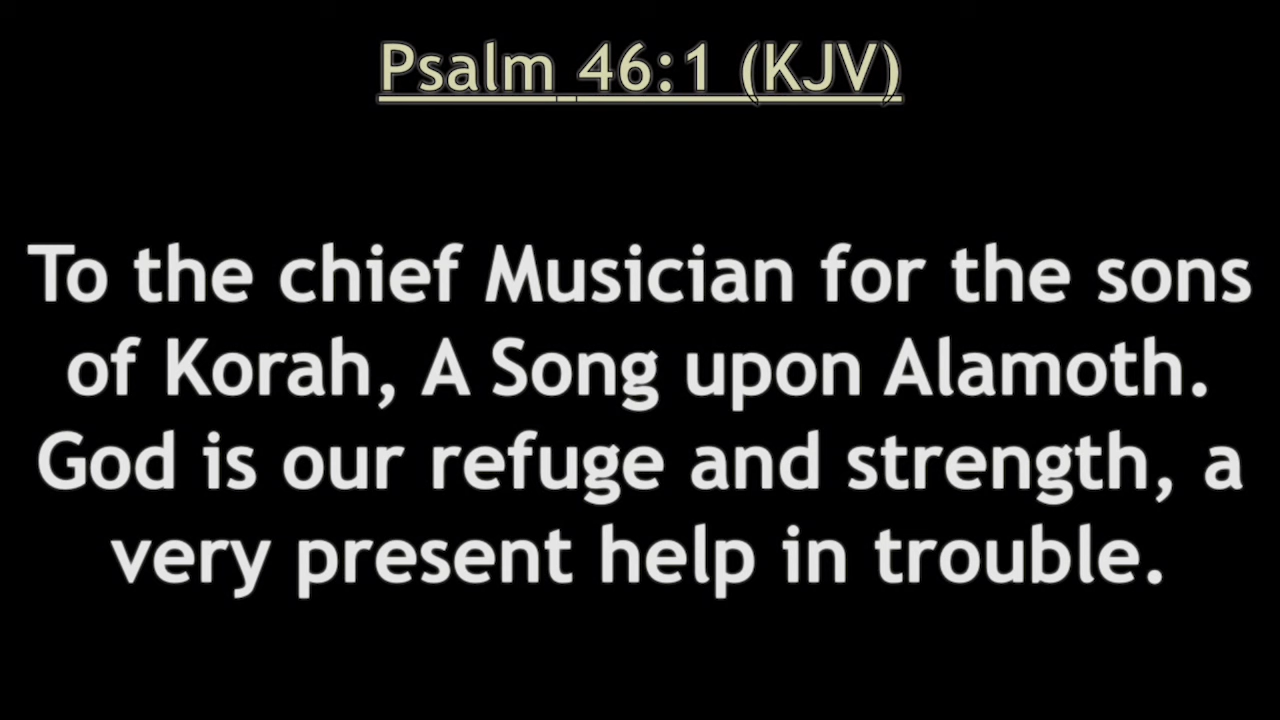 Psalm 46:1 (KJV)
To the chief Musician for the sons
of Korah, A Song upon Alamoth.
God is our refuge and strength, a
very present help in trouble.